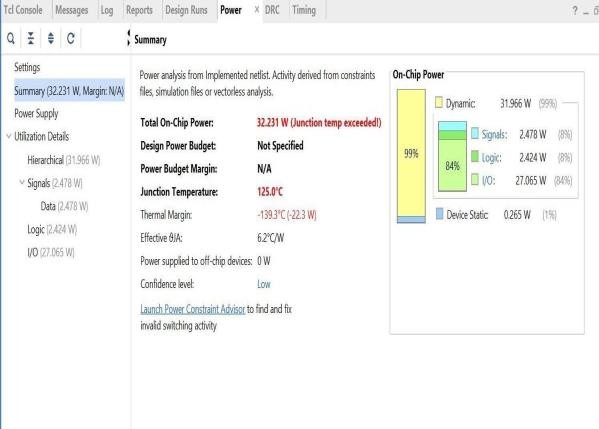 Tcl Console Messages Log Reports Design Runs Power × DRC Timing ? _
Summary
Settings
Summary (32.231 W, Margin: N/A)
Power Supply
Utilization Details
Hierarchical (31.966 W)
Signals (2.478 W)
Data (2.478 W)
Logic (2.424 W)
I/O (27.065 W)
Power analysis from Implemented netlist. Activity derived from constraints
files, simulation files or vectorless analysis.
Total On-Chip Power: 32.231 W (Junction temp exceeded!)
Design Power Budget: Not Specified
Power Budget Margin: N/A
Junction Temperature: 125.0°C
Thermal Margin: -139.3°C (-22.3 W)
Effective ϑJA: 6.2°C/W
Power supplied to off-chip devices: 0 W
Confidence level: Low
Launch Power Constraint Advisor to find and fix
invalid switching activity
On-Chip Power
Dynamic: 31.966 W (99%)
Signals: 2.478 W (8%)
99% 84% Logic: 2.424 W (8%)
I/O: 27.065 W (84%)
Device Static: 0.265 W (1%)